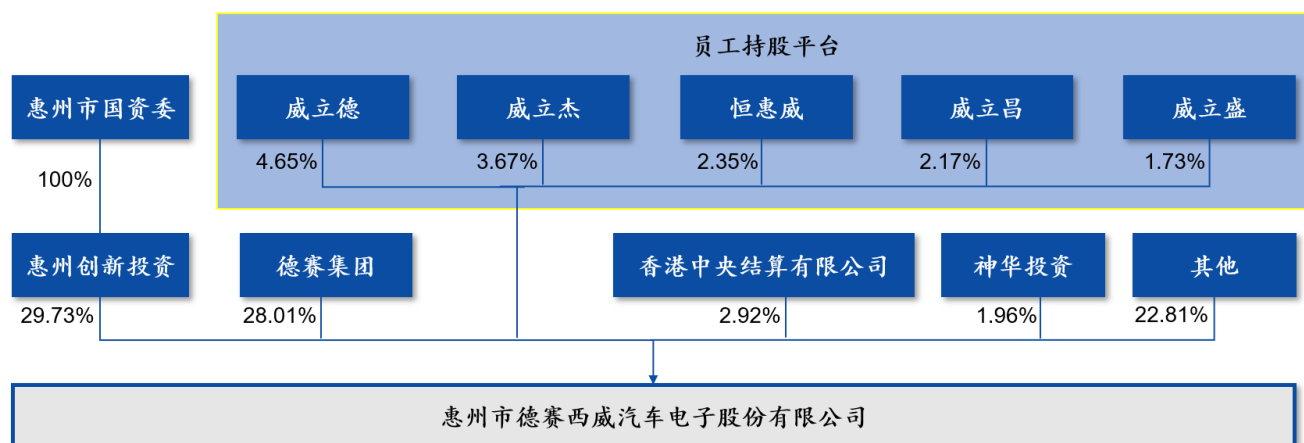 员工持股平台
惠州市国资委
威立德
威立杰
恒惠威
威立昌
威立盛
100%
4.65%
3.67%
2.35%
2.17%
1.73%
惠州创新投资
德赛集团
香港中央结算有限公司
神华投资
其他
29.73%
28.01%
2.92%
1.96%
22.81%
惠州市德赛西威汽车电子股份有限公司